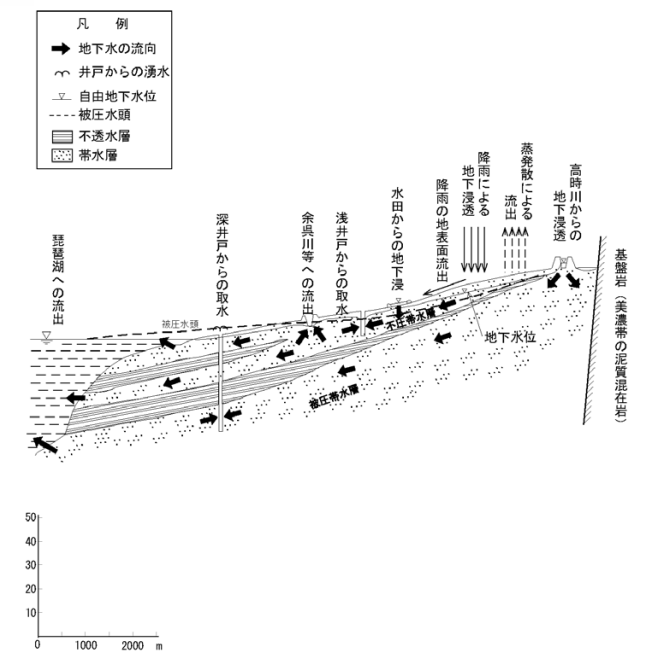 凡 例
地下水の流向
井戸からの湧水
自由地下水位
被圧水頭
不透水層
帯水層
琵琶湖への流出
深井戸からの取水
余呉川等への流出
浅井戸からの取水
水田からの地下浸
降雨の地表面流出
降雨による
地下浸透
蒸発散による
流出
高時川からの
地下浸透
基盤岩(美濃帯の泥質混在岩)
被圧水頭
不圧帯水層
地下水位
被圧帯水層
50
40
30
20
10
0 1000 2000 m